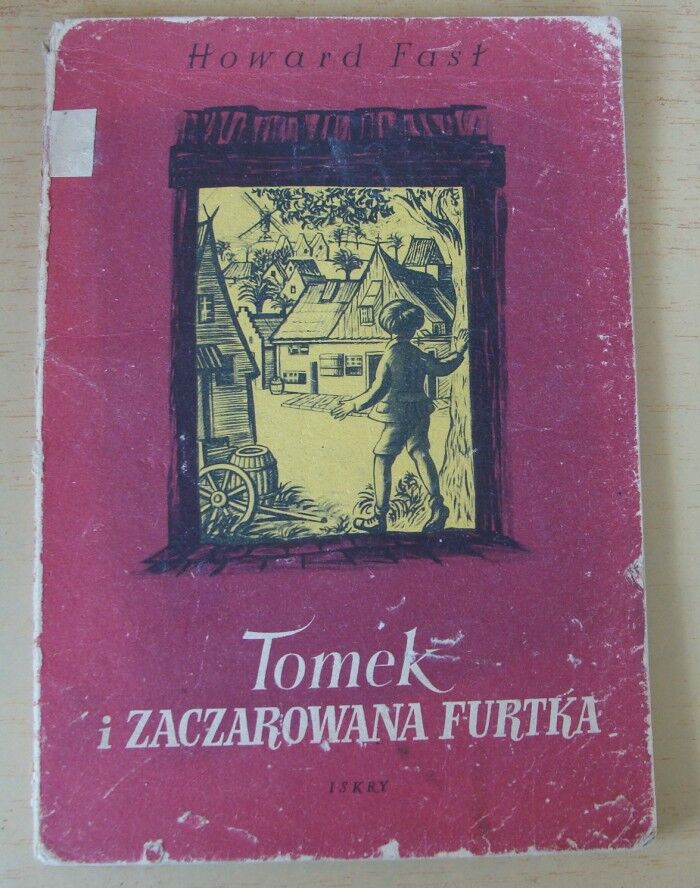 Howard Fast
Tomek
i ZACZAROWANA FURTKA
ISKRY